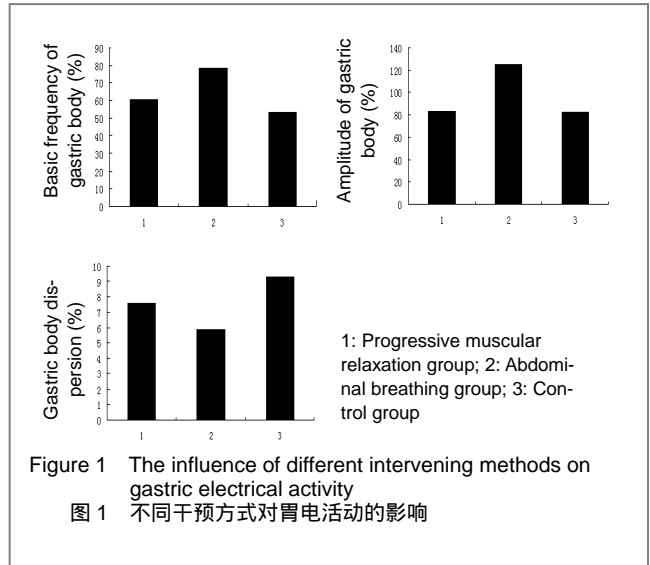 Basic frequency of
gastric body (%)
90
80
70
60
50
40
30
20
10
0
1 2 3
Amplitude of gastric
body (%)
140
120
100
80
60
40
20
0
1 2 3
Gastric body dis-
persion (%)
10
9
8
7
6
5
4
3
2
1
0
1 2 3
1: Progressive muscular
relaxation group; 2: Abdomi-
nal breathing group; 3: Con-
trol group
Figure 1 The influence of different intervening methods on
gastric electrical activity
图 1 不同干预方式对胃电活动的影响